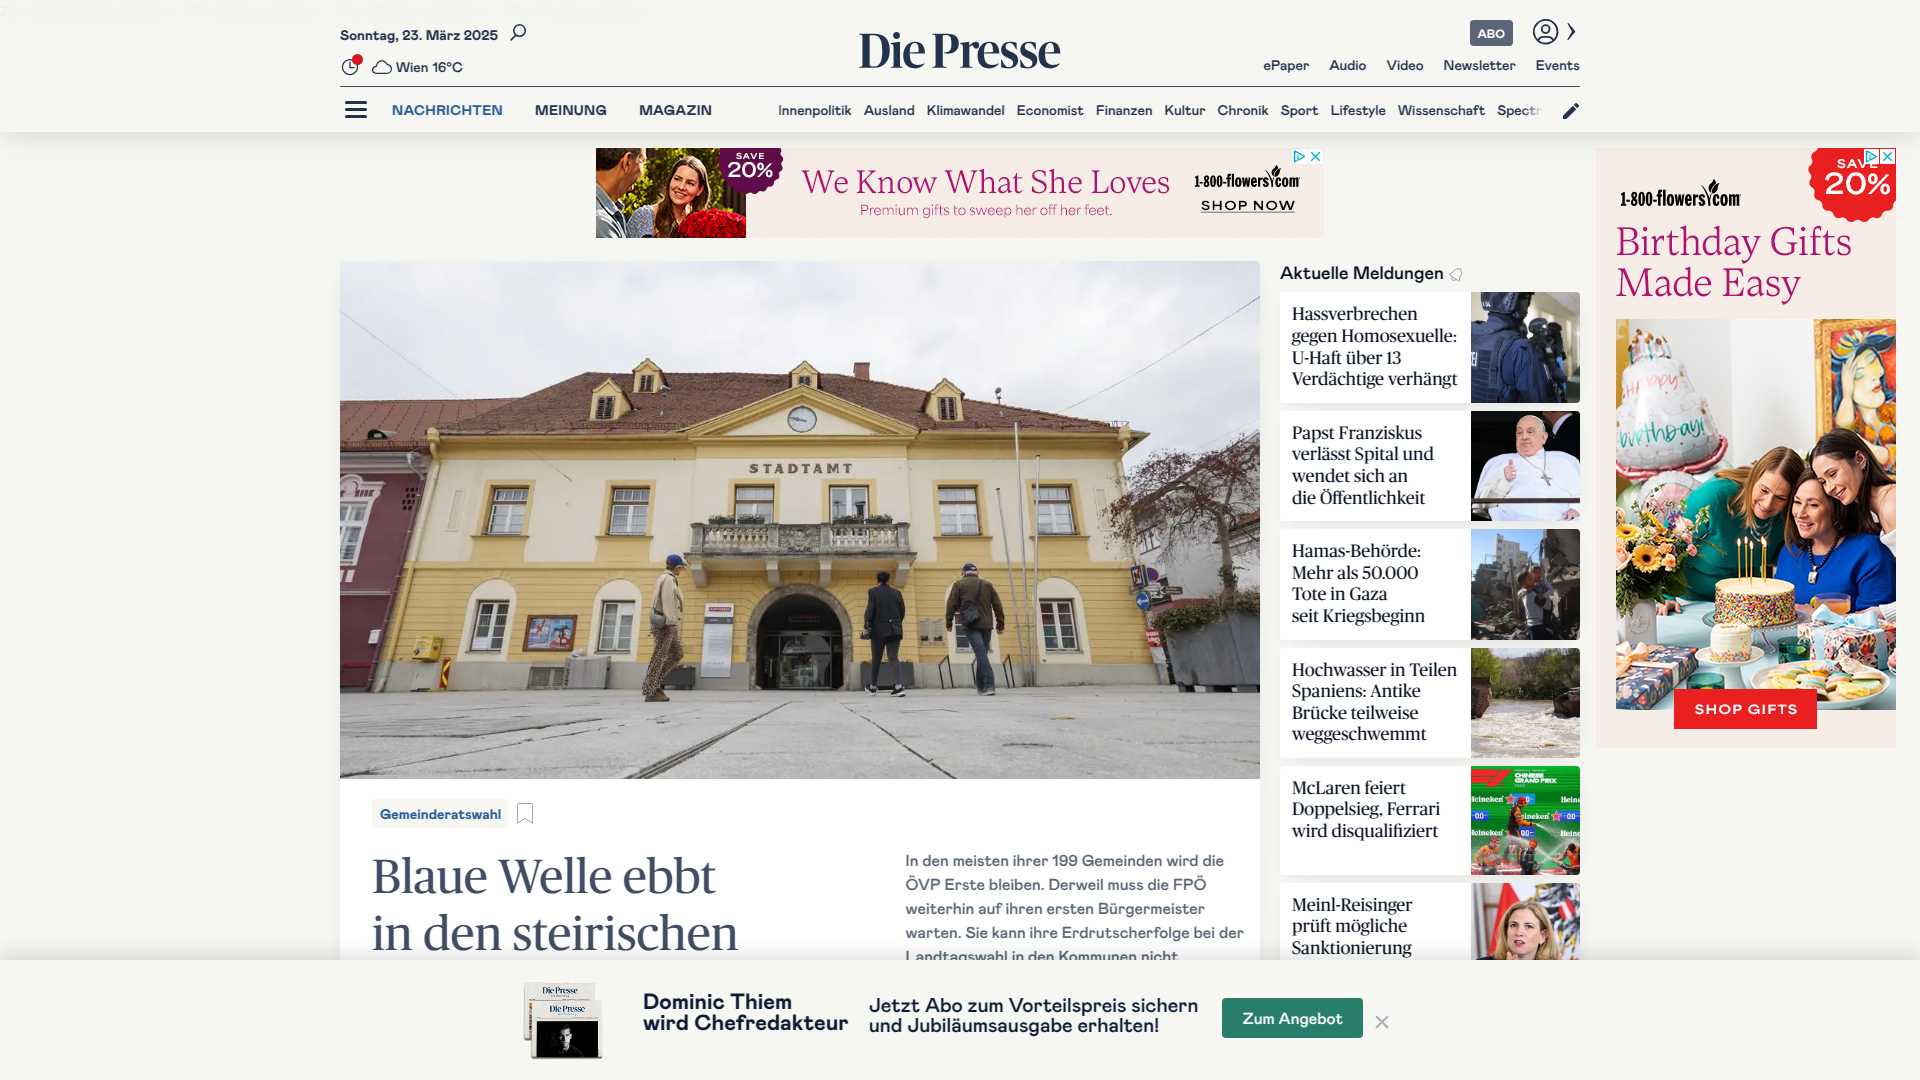 Sonntag, 23. März 2025
Wien 16°C
Die Presse
ABO
ePaper Audio Video Newsletter Events
NACHRICHTEN MEINUNG MAGAZIN
Innenpolitik Ausland Klimawandel Economist Finanzen Kultur Chronik Sport Lifestyle Wissenschaft Spectr
SAVE
20%
We Know What She Loves
Premium gifts to sweep her off her feet.
1-800-flowers.com
SHOP NOW
SAVE
20%
1-800-flowers.com
Birthday Gifts
Made Easy
Happy
birthday!
SHOP GIFTS
STADTAMT
Gemeinderatswahl
Blaue Welle ebbt
in den steirischen
In den meisten ihrer 199 Gemeinden wird die
ÖVP Erste bleiben. Derweil muss die FPÖ
weiterhin auf ihren ersten Bürgermeister
warten. Sie kann ihre Erdrutscherfolge bei der
Landtagswahl in den Kommunen nicht
Aktuelle Meldungen
Hassverbrechen
gegen Homosexuelle:
U-Haft über 13
Verdächtige verhängt
Papst Franziskus
verlässt Spital und
wendet sich an
die Öffentlichkeit
Hamas-Behörde:
Mehr als 50.000
Tote in Gaza
seit Kriegsbeginn
Hochwasser in Teilen
Spaniens: Antike
Brücke teilweise
weggeschwemmt
McLaren feiert
Doppelsieg, Ferrari
wird disqualifiziert
CHINESE
GRAND PRIX
Heineken
0.0
Meinl-Reisinger
prüft mögliche
Sanktionierung
Die Presse
Die Presse
Dominic Thiem
wird Chefredakteur
Jetzt Abo zum Vorteilspreis sichern
und Jubiläumsausgabe erhalten!
Zum Angebot